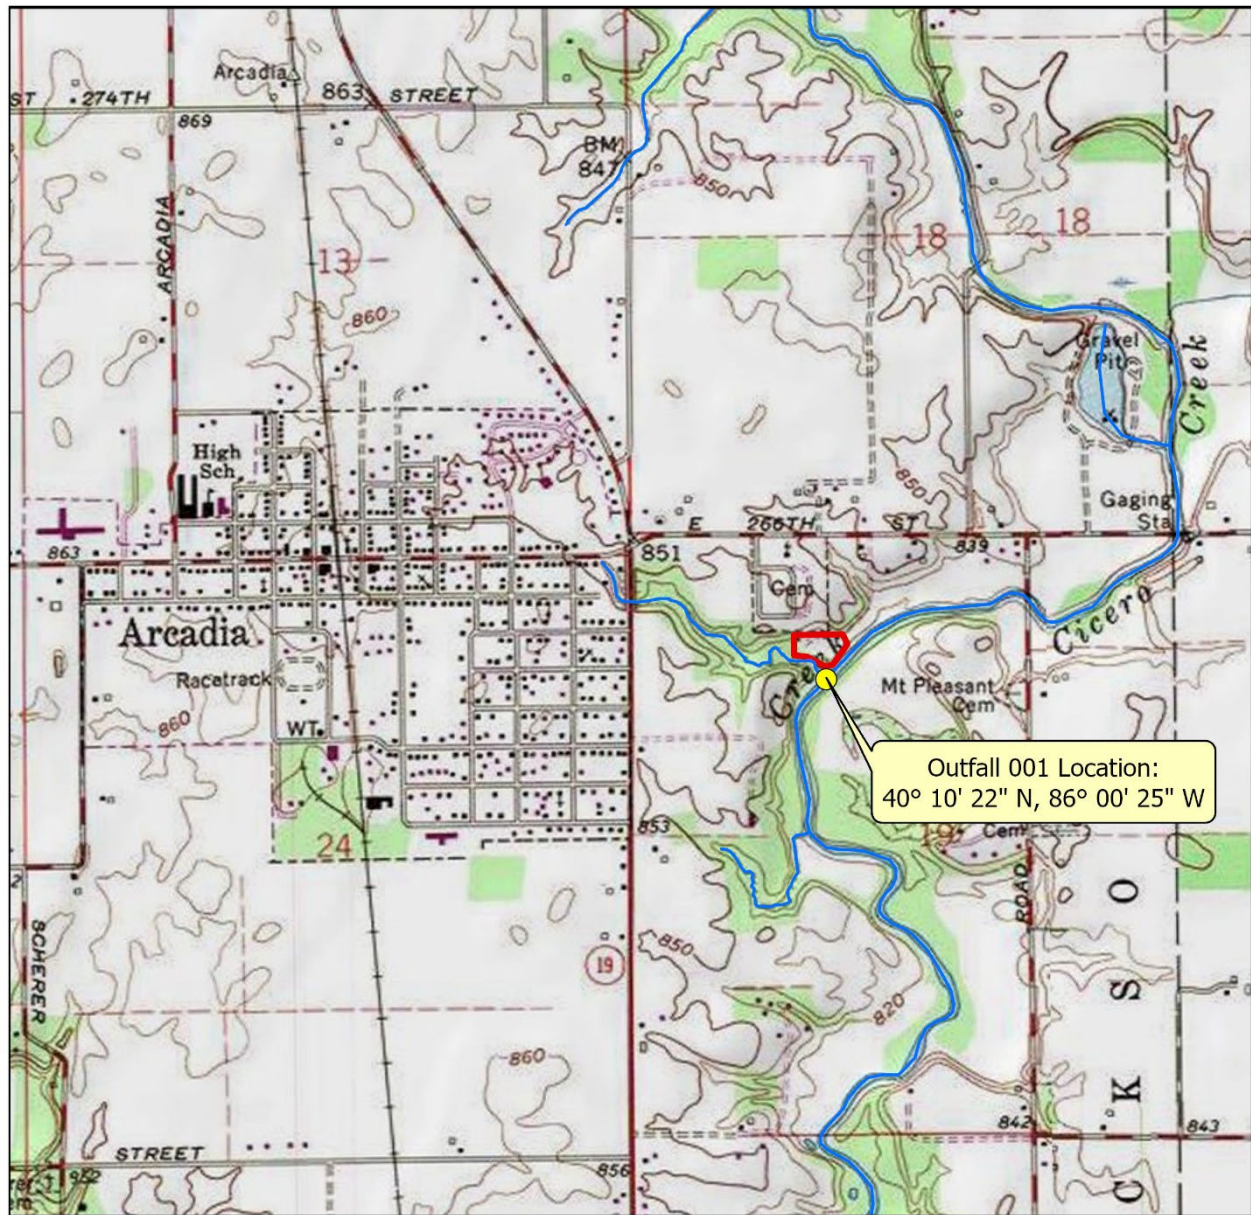 Arcadia
863
ST 274TH STREET
869
BM
847
850
ARCADIA
13
18
18
860
Gravel
Pit
Creek
High
Sch
850
Gaging
Sta
E 266TH ST
863
851
839
Cem
Cicero
Arcadia
Creek
Racetrack
Mt Pleasant
Cem
860
WT
Outfall 001 Location:
40° 10' 22" N, 86° 00' 25" W
853
24
19
Cem
ROAD
SCHERER
850
19
820
860
C K S O
842
843
STREET
856
852